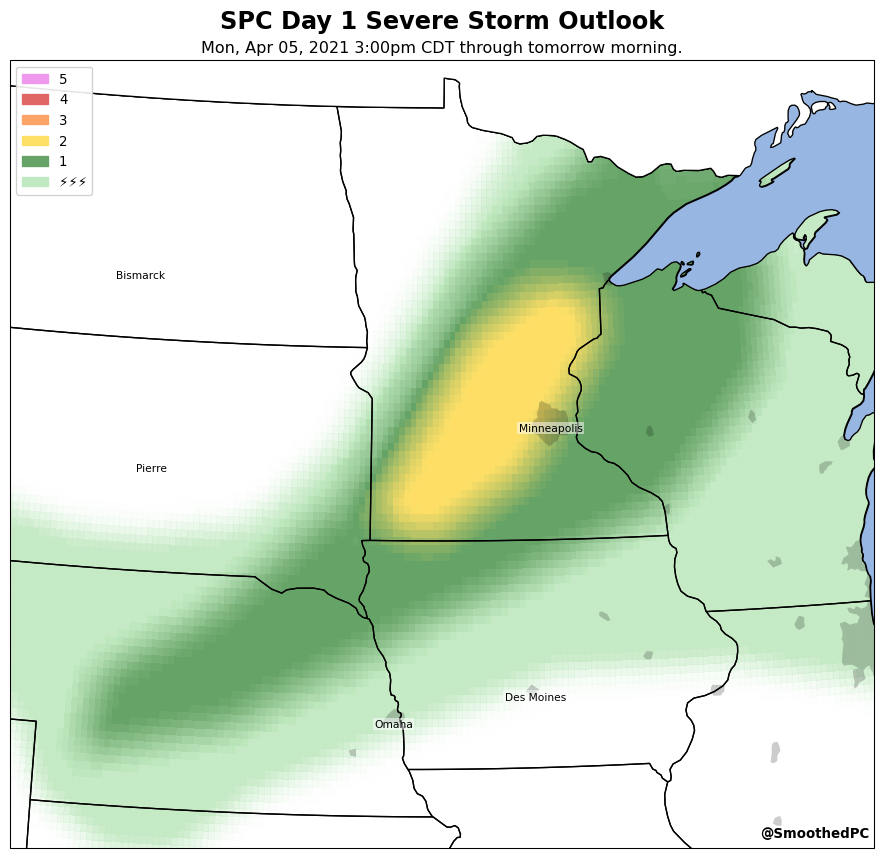 SPC Day 1 Severe Storm Outlook
Mon, Apr 05, 2021 3:00pm CDT through tomorrow morning.
5
4
3
2
1
⚡⚡⚡
Bismarck
Minneapolis
Pierre
Des Moines
Omaha
@SmoothedPC